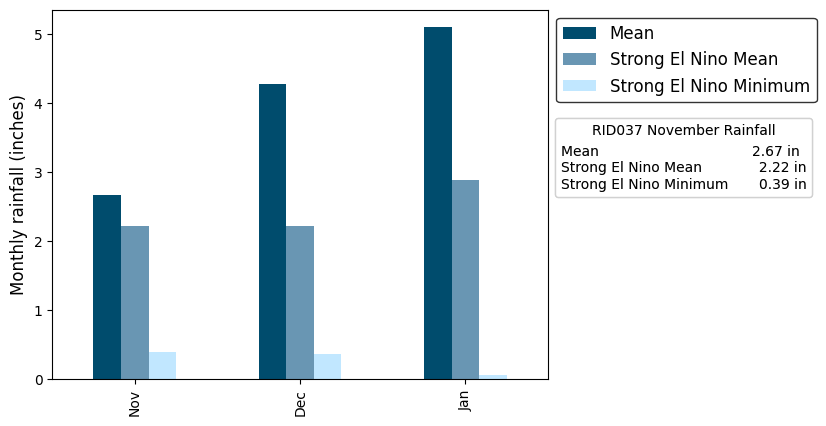 Monthly rainfall (inches)
5
4
3
2
1
0
Nov
Dec
Jan
Mean
Strong El Nino Mean
Strong El Nino Minimum
RID037 November Rainfall
Mean 2.67 in
Strong El Nino Mean 2.22 in
Strong El Nino Minimum 0.39 in